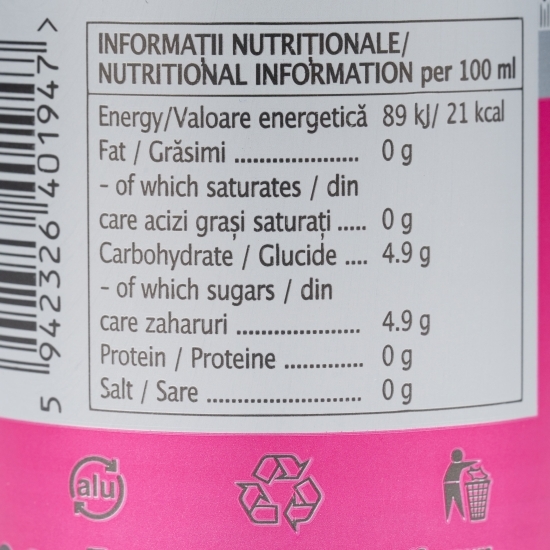 INFORMAȚII NUTRIȚIONALE/
NUTRITIONAL INFORMATION per 100 ml
Energy/Valoare energetică 89 kJ/ 21 kcal
Fat / Grăsimi .................... 0 g
- of which saturates / din
care acizi grași saturați ..... 0 g
Carbohydrate / Glucide .... 4.9 g
- of which sugars / din
care zaharuri .................... 4.9 g
Protein / Proteine ............. 0 g
Salt / Sare ......................... 0 g
5 942326 401947 >
alu